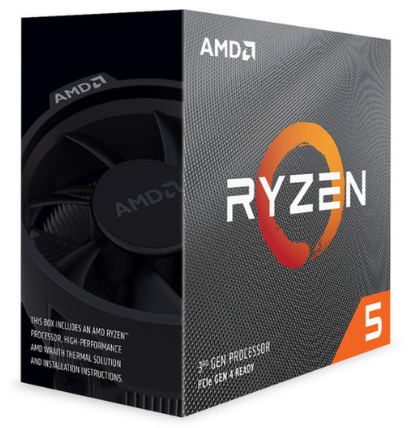 AMD
AMD
AMD
RYZEN
5
3RD GEN PROCESSOR
PCIe GEN 4 READY
THIS BOX INCLUDES AN AMD RYZEN™
PROCESSOR, HIGH-PERFORMANCE
AMD WRAITH THERMAL SOLUTION
AND INSTALLATION INSTRUCTIONS.